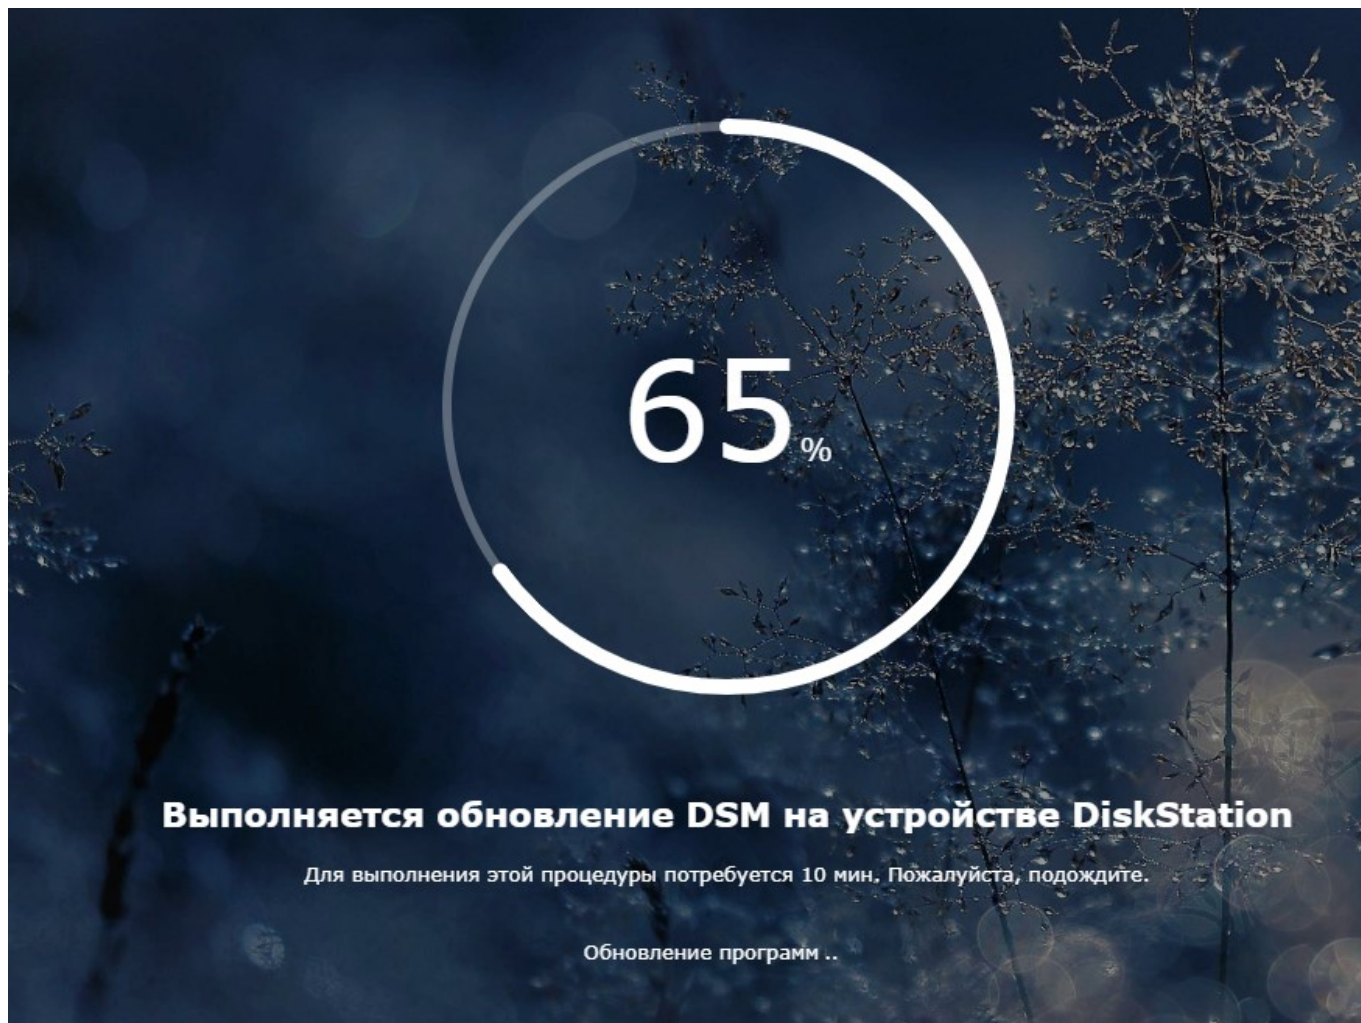 65%
Выполняется обновление DSM на устройстве DiskStation
Для выполнения этой процедуры потребуется 10 мин. Пожалуйста, подождите.
Обновление программ ..